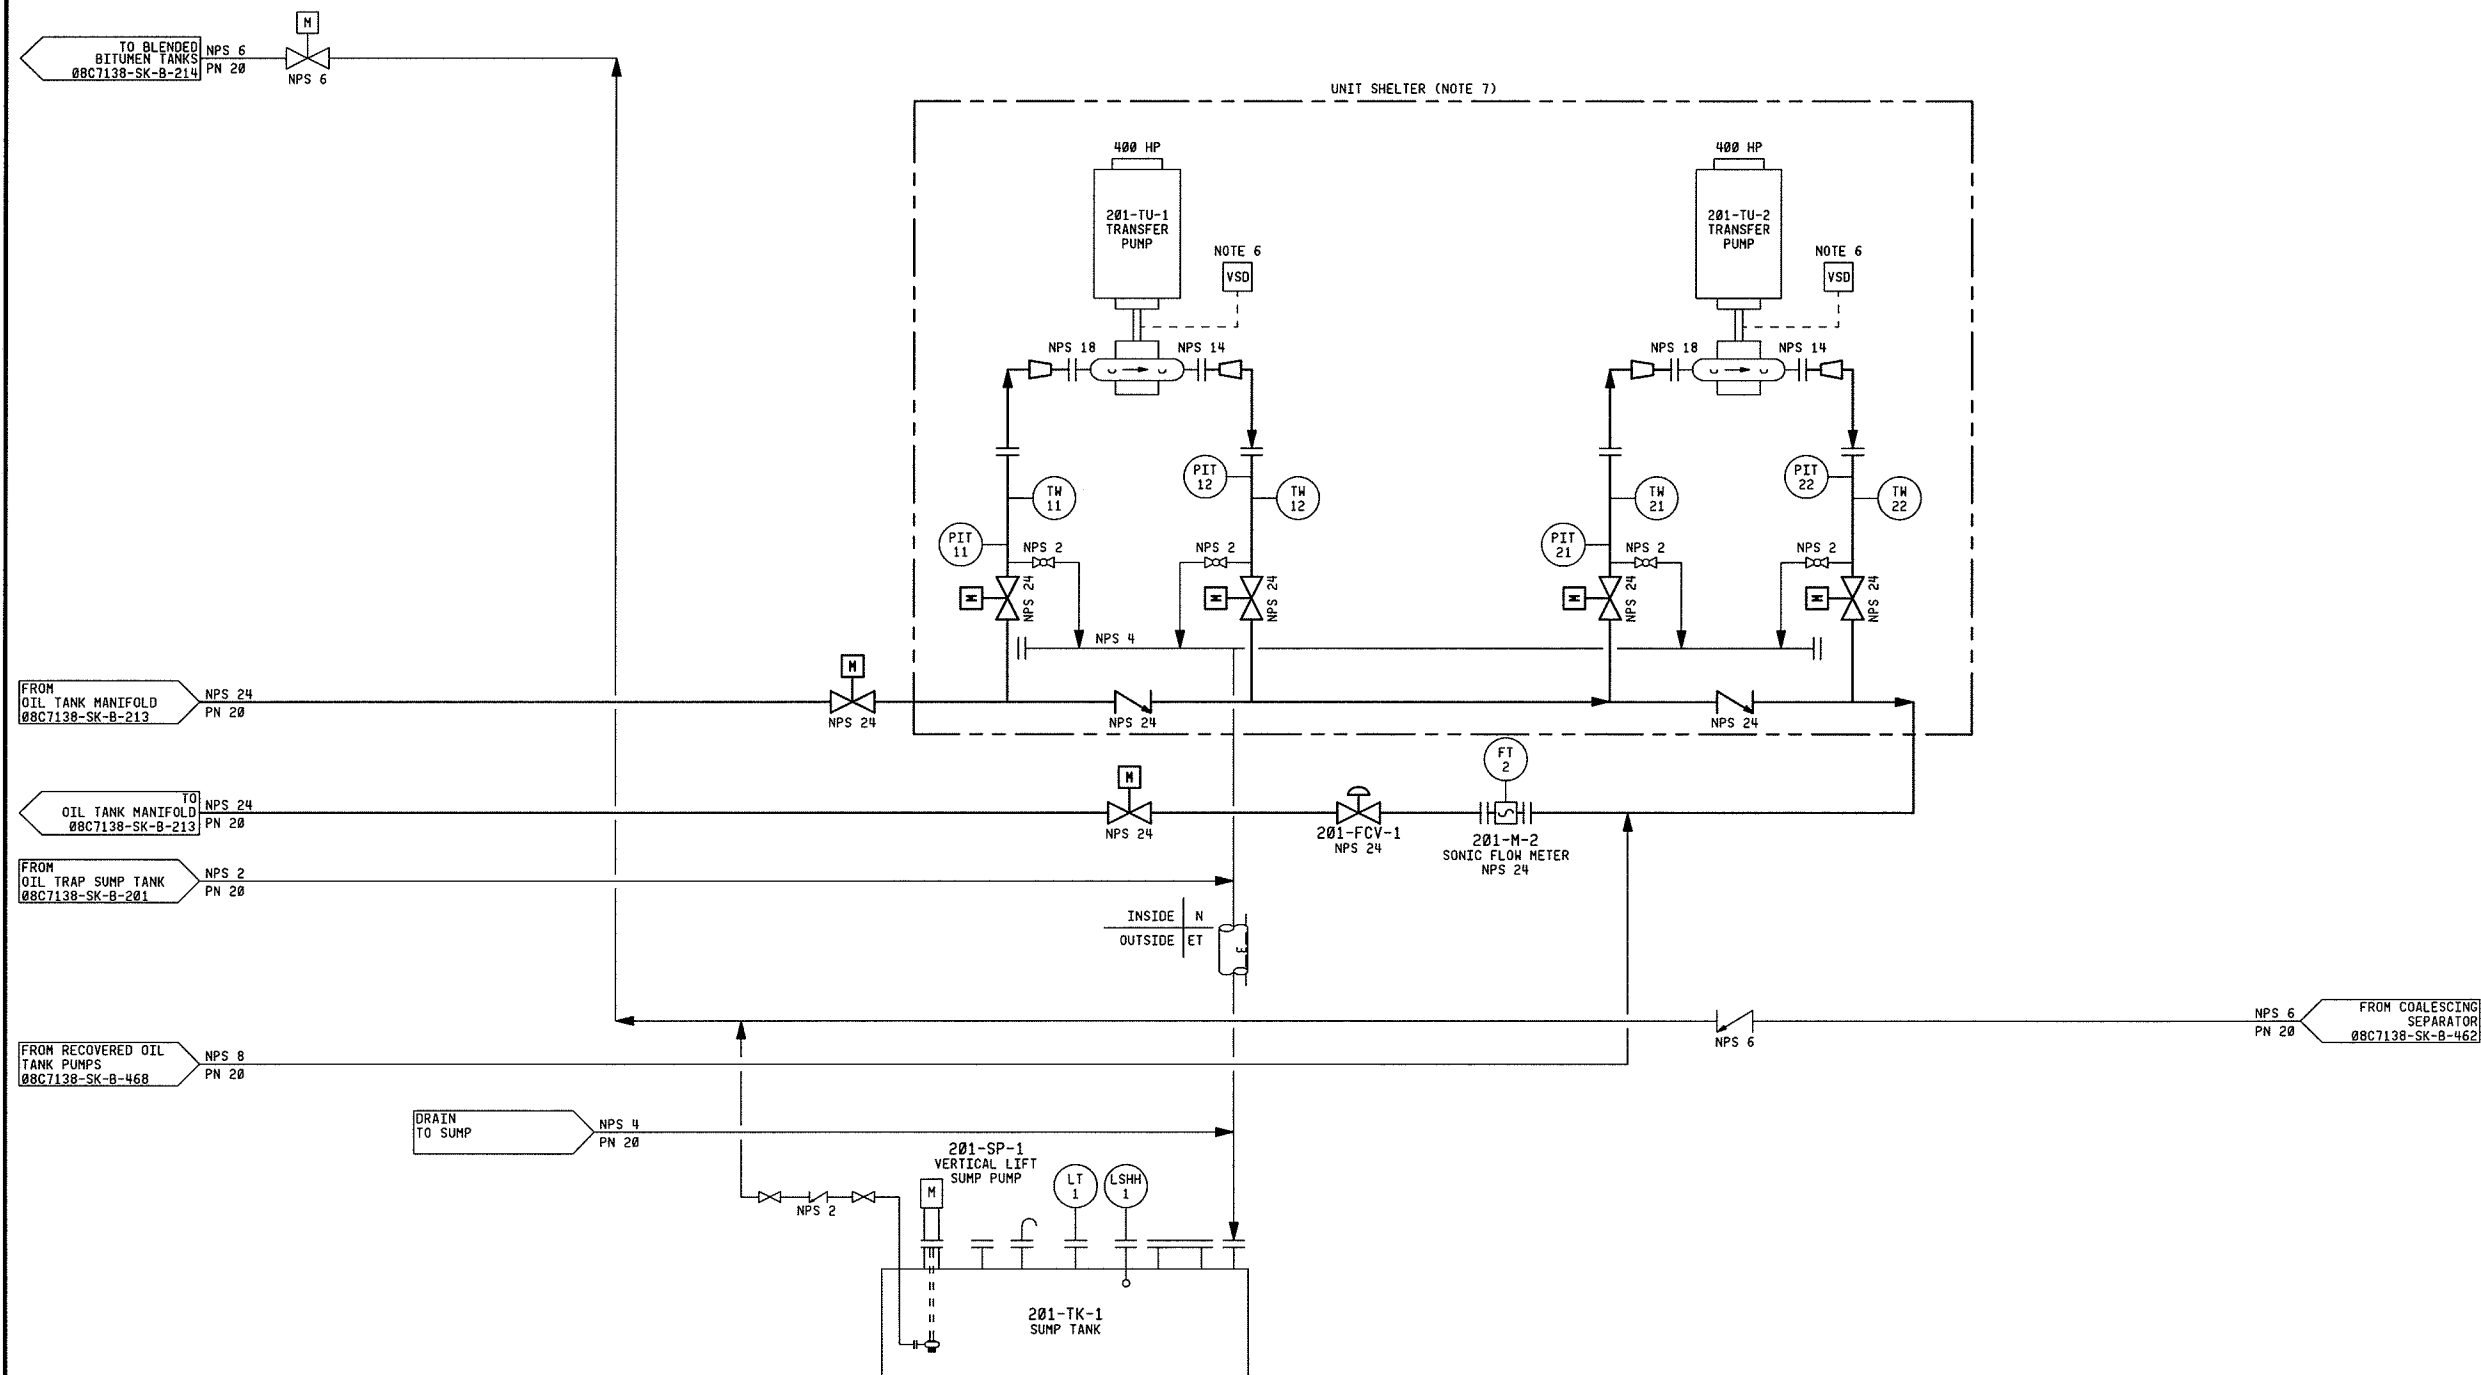 M
TO BLENDED
BITUMEN TANKS
08C7138-SK-B-214
NPS 6
PN 20
NPS 6
UNIT SHELTER (NOTE 7)
400 HP
201-TU-1
TRANSFER
PUMP
NOTE 6
VSD
NPS 18
NPS 14
400 HP
201-TU-2
TRANSFER
PUMP
NOTE 6
VSD
NPS 18
NPS 14
PIT
12
TW
11
TW
12
PIT
11
NPS 2
NPS 2
M
NPS 24
M
NPS 24
PIT
22
TW
21
TW
22
PIT
21
NPS 2
NPS 2
M
NPS 24
M
NPS 24
NPS 4
FROM
OIL TANK MANIFOLD
08C7138-SK-B-213
NPS 24
PN 20
M
NPS 24
NPS 24
NPS 24
TO
OIL TANK MANIFOLD
08C7138-SK-B-213
NPS 24
PN 20
M
NPS 24
201-FCV-1
NPS 24
FT
2
201-M-2
SONIC FLOW METER
NPS 24
FROM
OIL TRAP SUMP TANK
08C7138-SK-B-201
NPS 2
PN 20
INSIDE N
OUTSIDE ET
E
NPS 6
NPS 6
PN 20
FROM COALESCING
SEPARATOR
08C7138-SK-B-462
FROM RECOVERED OIL
TANK PUMPS
08C7138-SK-B-468
NPS 8
PN 20
DRAIN
TO SUMP
NPS 4
PN 20
201-SP-1
VERTICAL LIFT
SUMP PUMP
M
NPS 2
LT
1
LSHH
1
201-TK-1
SUMP TANK